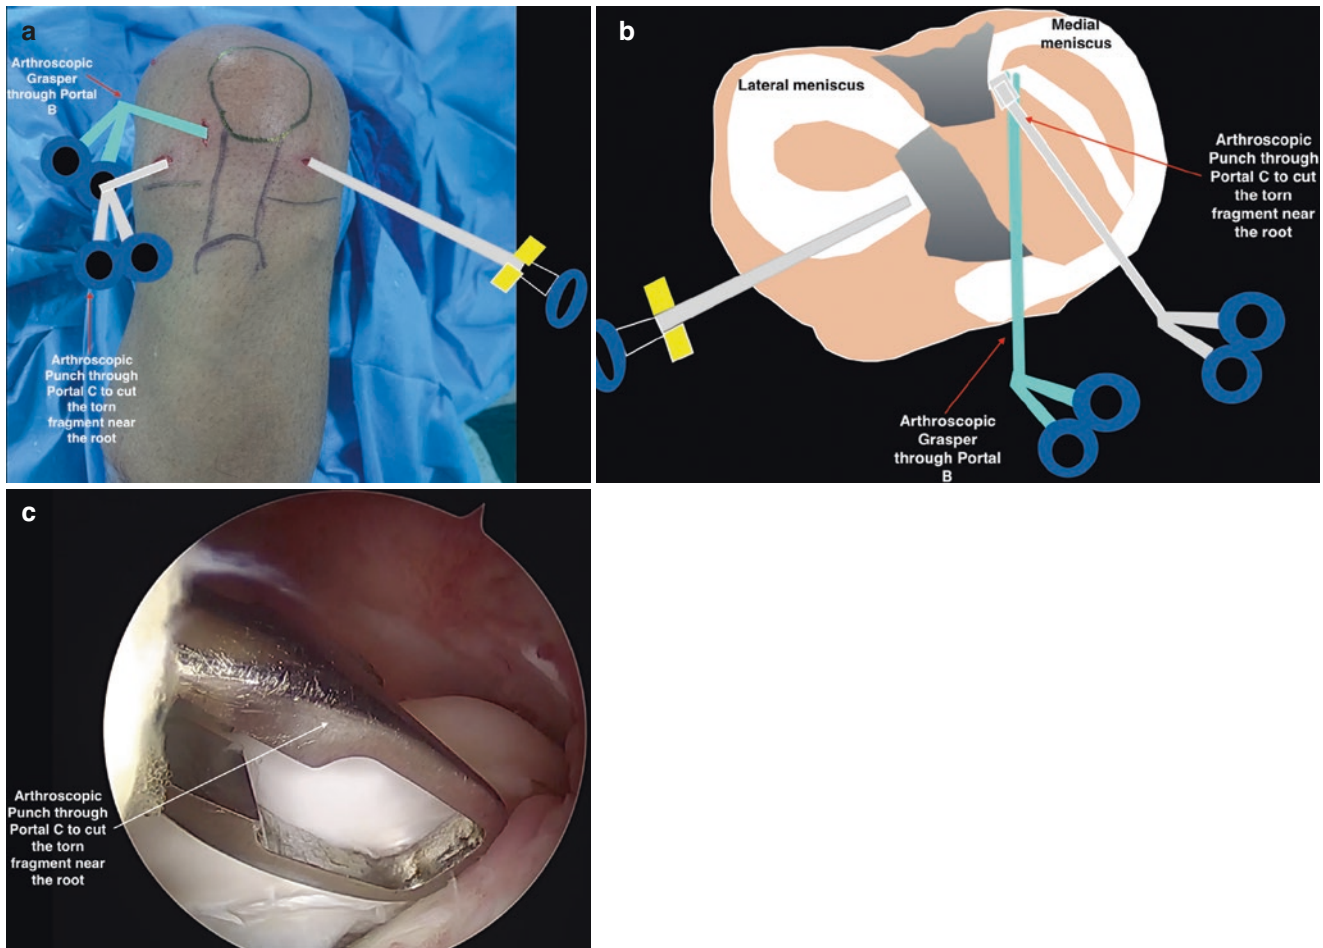 a
Arthroscopic
Grasper
through Portal
B
Arthroscopic
Punch through
Portal C to cut
the torn
fragment near
the root
b
Medial
meniscus
Lateral meniscus
Arthroscopic
Punch through
Portal C to cut
the torn
fragment near
the root
Arthroscopic
Grasper
through Portal
B
c
Arthroscopic
Punch through
Portal C to cut
the torn
fragment near
the root